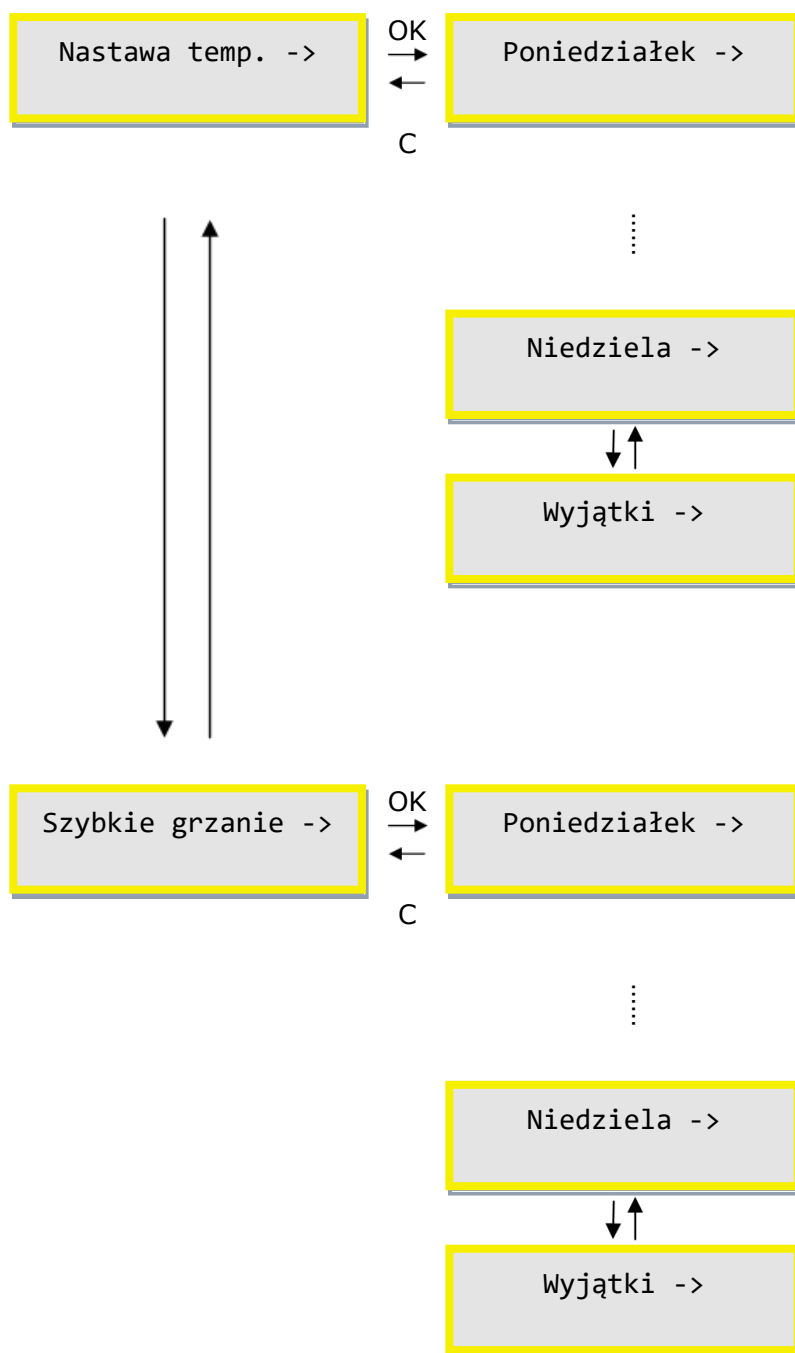 Nastawa temp. ->
OK
C
Poniedziałek ->
Niedziela ->
Wyjątki ->
Szybkie grzanie ->
OK
C
Poniedziałek ->
Niedziela ->
Wyjątki ->